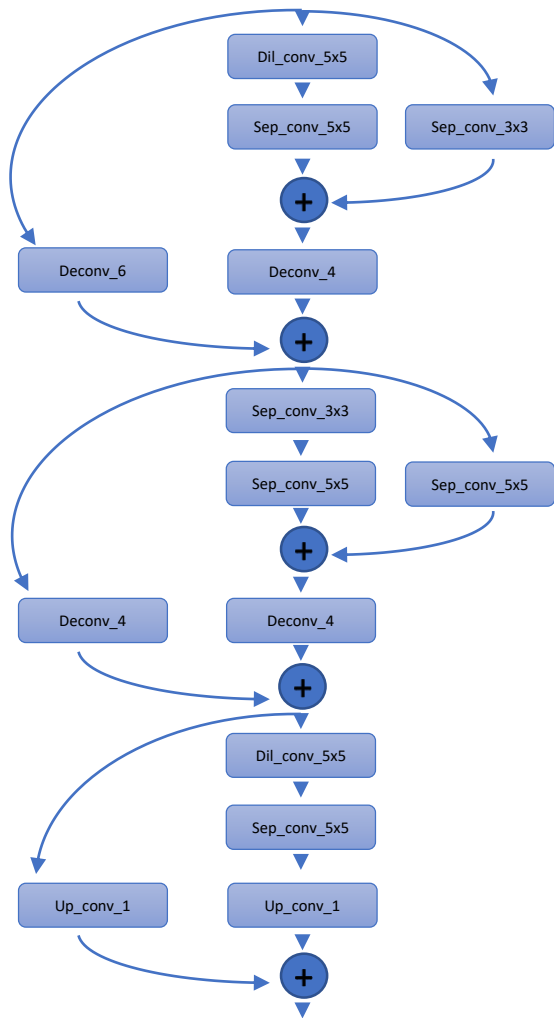 Dil_conv_5x5
Sep_conv_5x5
Sep_conv_3x3
+
Deconv_6
Deconv_4
+
Sep_conv_3x3
Sep_conv_5x5
Sep_conv_5x5
+
Deconv_4
Deconv_4
+
Dil_conv_5x5
Sep_conv_5x5
Up_conv_1
Up_conv_1
+